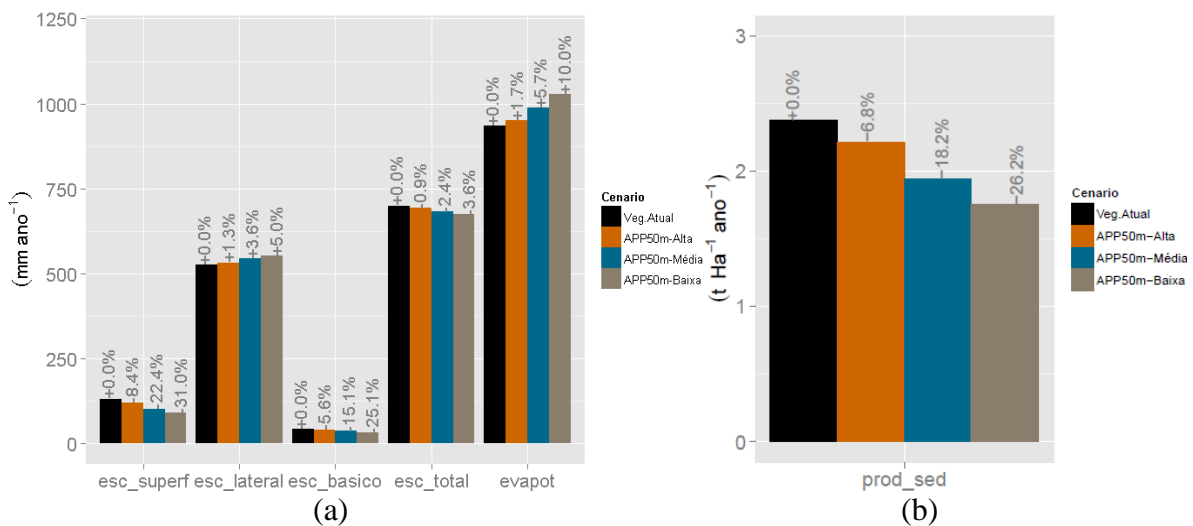 1250
1000
750
500
250
0
(mm ano⁻¹)
+0.0%
−8.4%
−22.4%
−31.0%
+0.0%
+1.3%
+3.6%
+5.0%
+0.0%
−5.6%
−15.1%
−25.1%
+0.0%
−0.9%
−2.4%
−3.6%
+0.0%
+1.7%
+5.7%
+10.0%
esc_superf esc_lateral esc_basico esc_total evapot
(a)
Cenario
Veg.Atual
APP50m-Alta
APP50m-Média
APP50m-Baixa
3
2
1
0
(t Ha⁻¹ ano⁻¹)
+0.0%
−6.8%
−18.2%
−26.2%
prod_sed
(b)
Cenario
Veg.Atual
APP50m−Alta
APP50m−Média
APP50m−Baixa